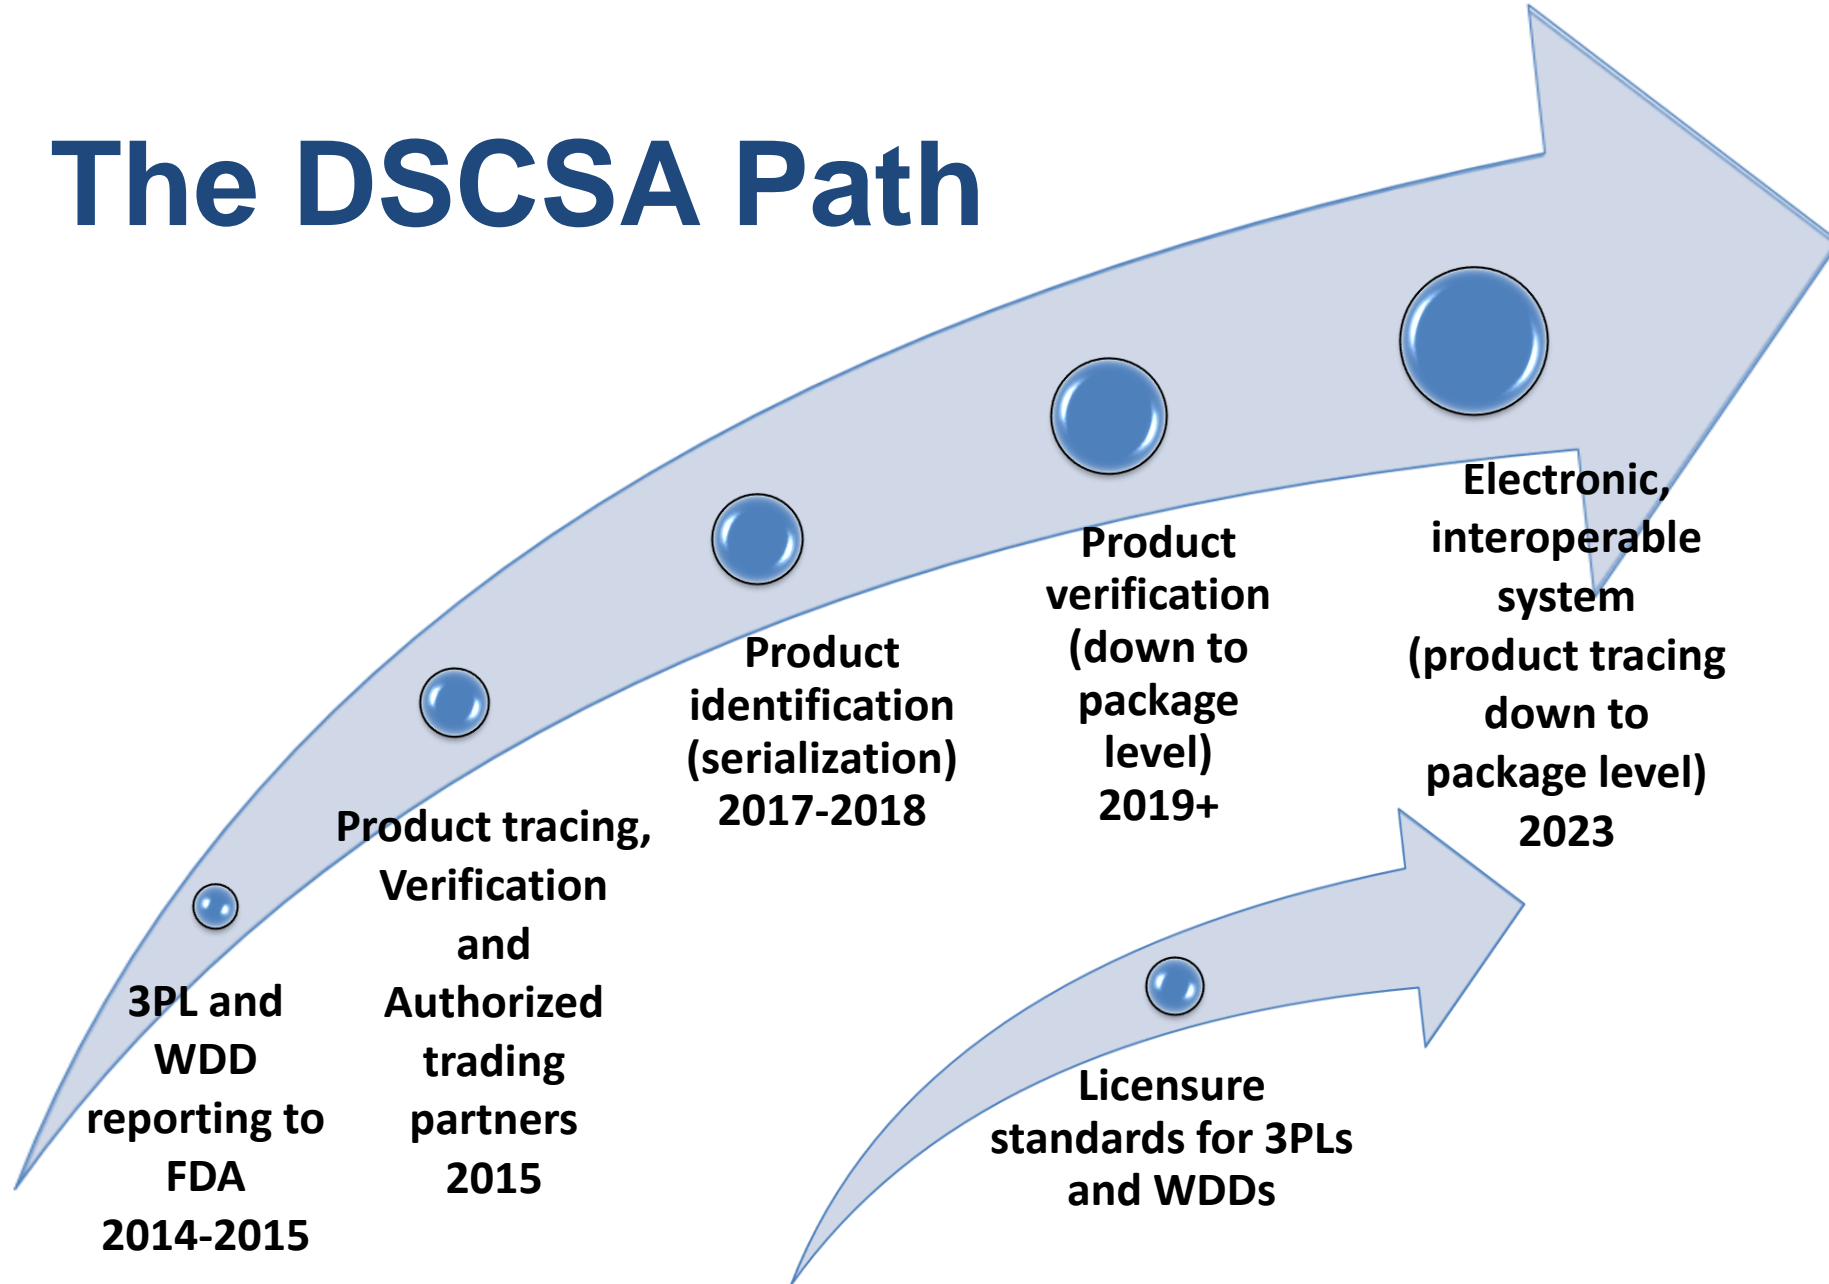 The DSCSA Path
3PL and
WDD
reporting to
FDA
2014-2015
Product tracing,
Verification
and
Authorized
trading
partners
2015
Product
identification
(serialization)
2017-2018
Product
verification
(down to
package
level)
2019+
Electronic,
interoperable
system
(product tracing
down to
package level)
2023
Licensure
standards for 3PLs
and WDDs